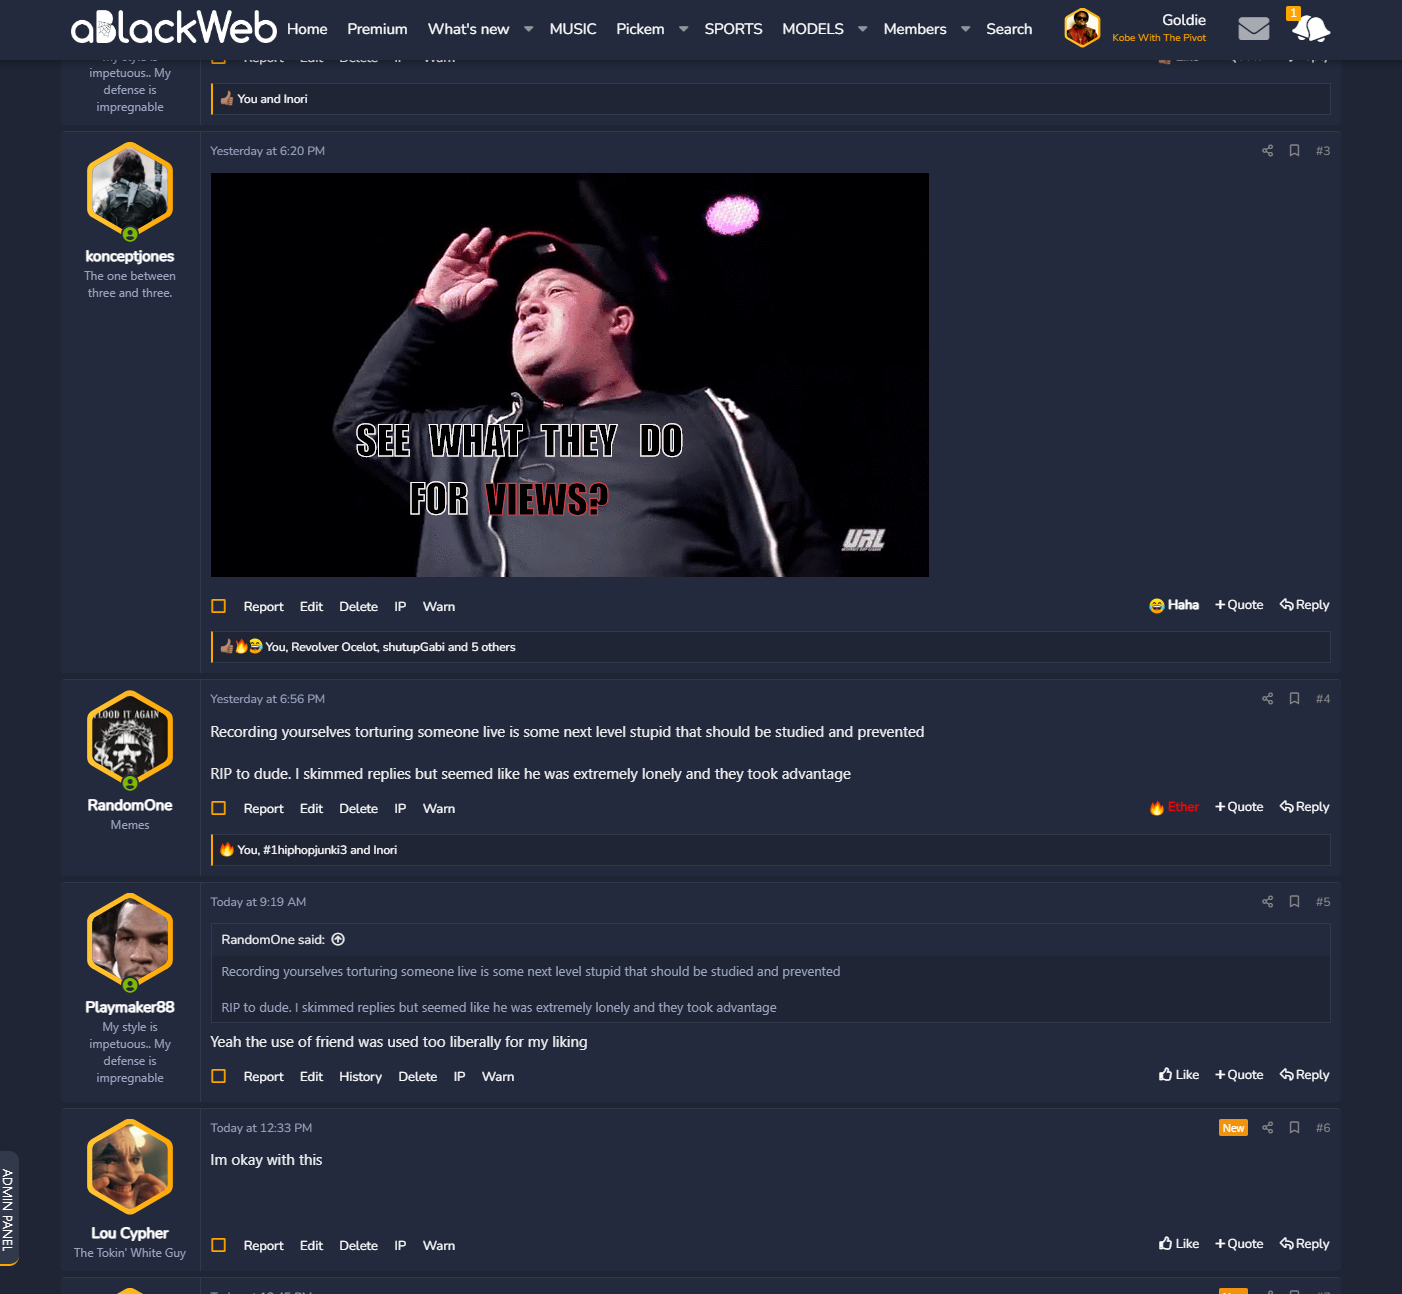 aBlackWeb Home Premium What's new MUSIC Pickem SPORTS MODELS Members Search Goldie 1
Kobe With The Pivot
impetuous.. My
defense is
impregnable
You and Inori
Yesterday at 6:20 PM #3
konceptjones
The one between
three and three.
SEE WHAT THEY DO
FOR VIEWS?
URL
Report Edit Delete IP Warn Haha +Quote Reply
You, Revolver Ocelot, shutupGabi and 5 others
Yesterday at 6:56 PM #4
FLOOD IT AGAIN
RandomOne
Memes
Recording yourselves torturing someone live is some next level stupid that should be studied and prevented
RIP to dude. I skimmed replies but seemed like he was extremely lonely and they took advantage
Report Edit Delete IP Warn Ether +Quote Reply
You, #1hiphopjunki3 and Inori
Today at 9:19 AM #5
Playmaker88
My style is
impetuous.. My
defense is
impregnable
RandomOne said:
Recording yourselves torturing someone live is some next level stupid that should be studied and prevented
RIP to dude. I skimmed replies but seemed like he was extremely lonely and they took advantage
Yeah the use of friend was used too liberally for my liking
Report Edit History Delete IP Warn Like +Quote Reply
Today at 12:33 PM New #6
Lou Cypher
The Tokin' White Guy
Im okay with this
Report Edit Delete IP Warn Like +Quote Reply
ADMIN PANEL